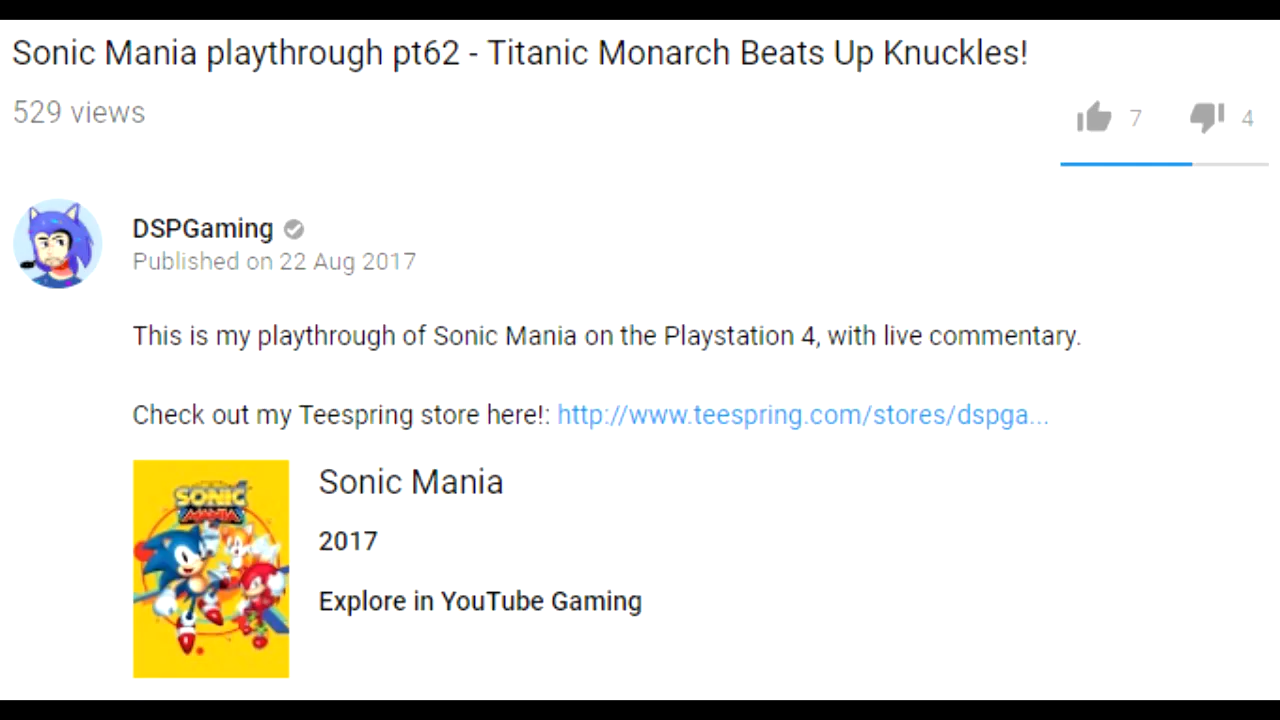 Sonic Mania playthrough pt62 - Titanic Monarch Beats Up Knuckles!
529 views
7
4
DSPGaming
Published on 22 Aug 2017
This is my playthrough of Sonic Mania on the Playstation 4, with live commentary.
Check out my Teespring store here!: http://www.teespring.com/stores/dspga...
SONIC
MANIA
Sonic Mania
2017
Explore in YouTube Gaming